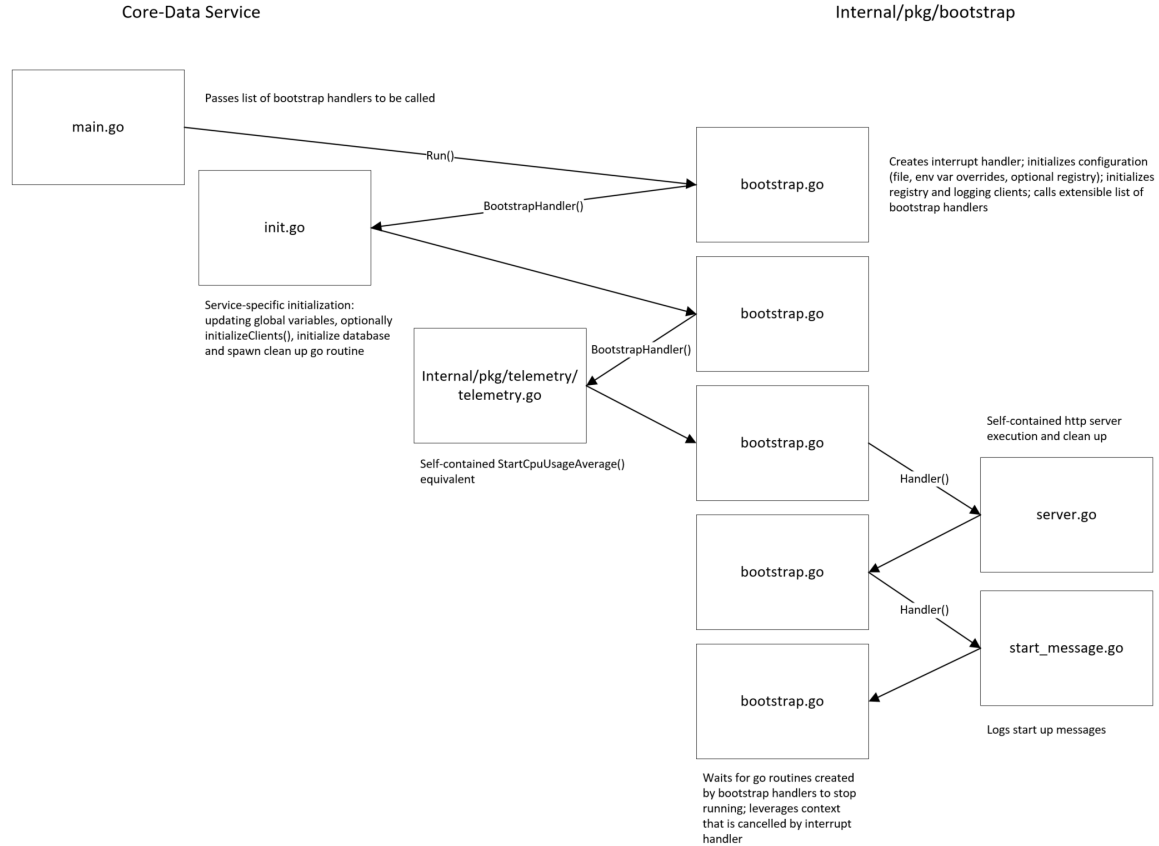 Core-Data Service
Internal/pkg/bootstrap
main.go
Passes list of bootstrap handlers to be called
Run()
bootstrap.go
Creates interrupt handler; initializes configuration
(file, env var overrides, optional registry); initializes
registry and logging clients; calls extensible list of
bootstrap handlers
BootstrapHandler()
init.go
Service-specific initialization:
updating global variables, optionally
initializeClients(), initialize database
and spawn clean up go routine
bootstrap.go
BootstrapHandler()
Internal/pkg/telemetry/
telemetry.go
Self-contained StartCpuUsageAverage()
equivalent
bootstrap.go
Self-contained http server
execution and clean up
Handler()
server.go
bootstrap.go
Handler()
start_message.go
Logs start up messages
bootstrap.go
Waits for go routines created
by bootstrap handlers to stop
running; leverages context
that is cancelled by interrupt
handler